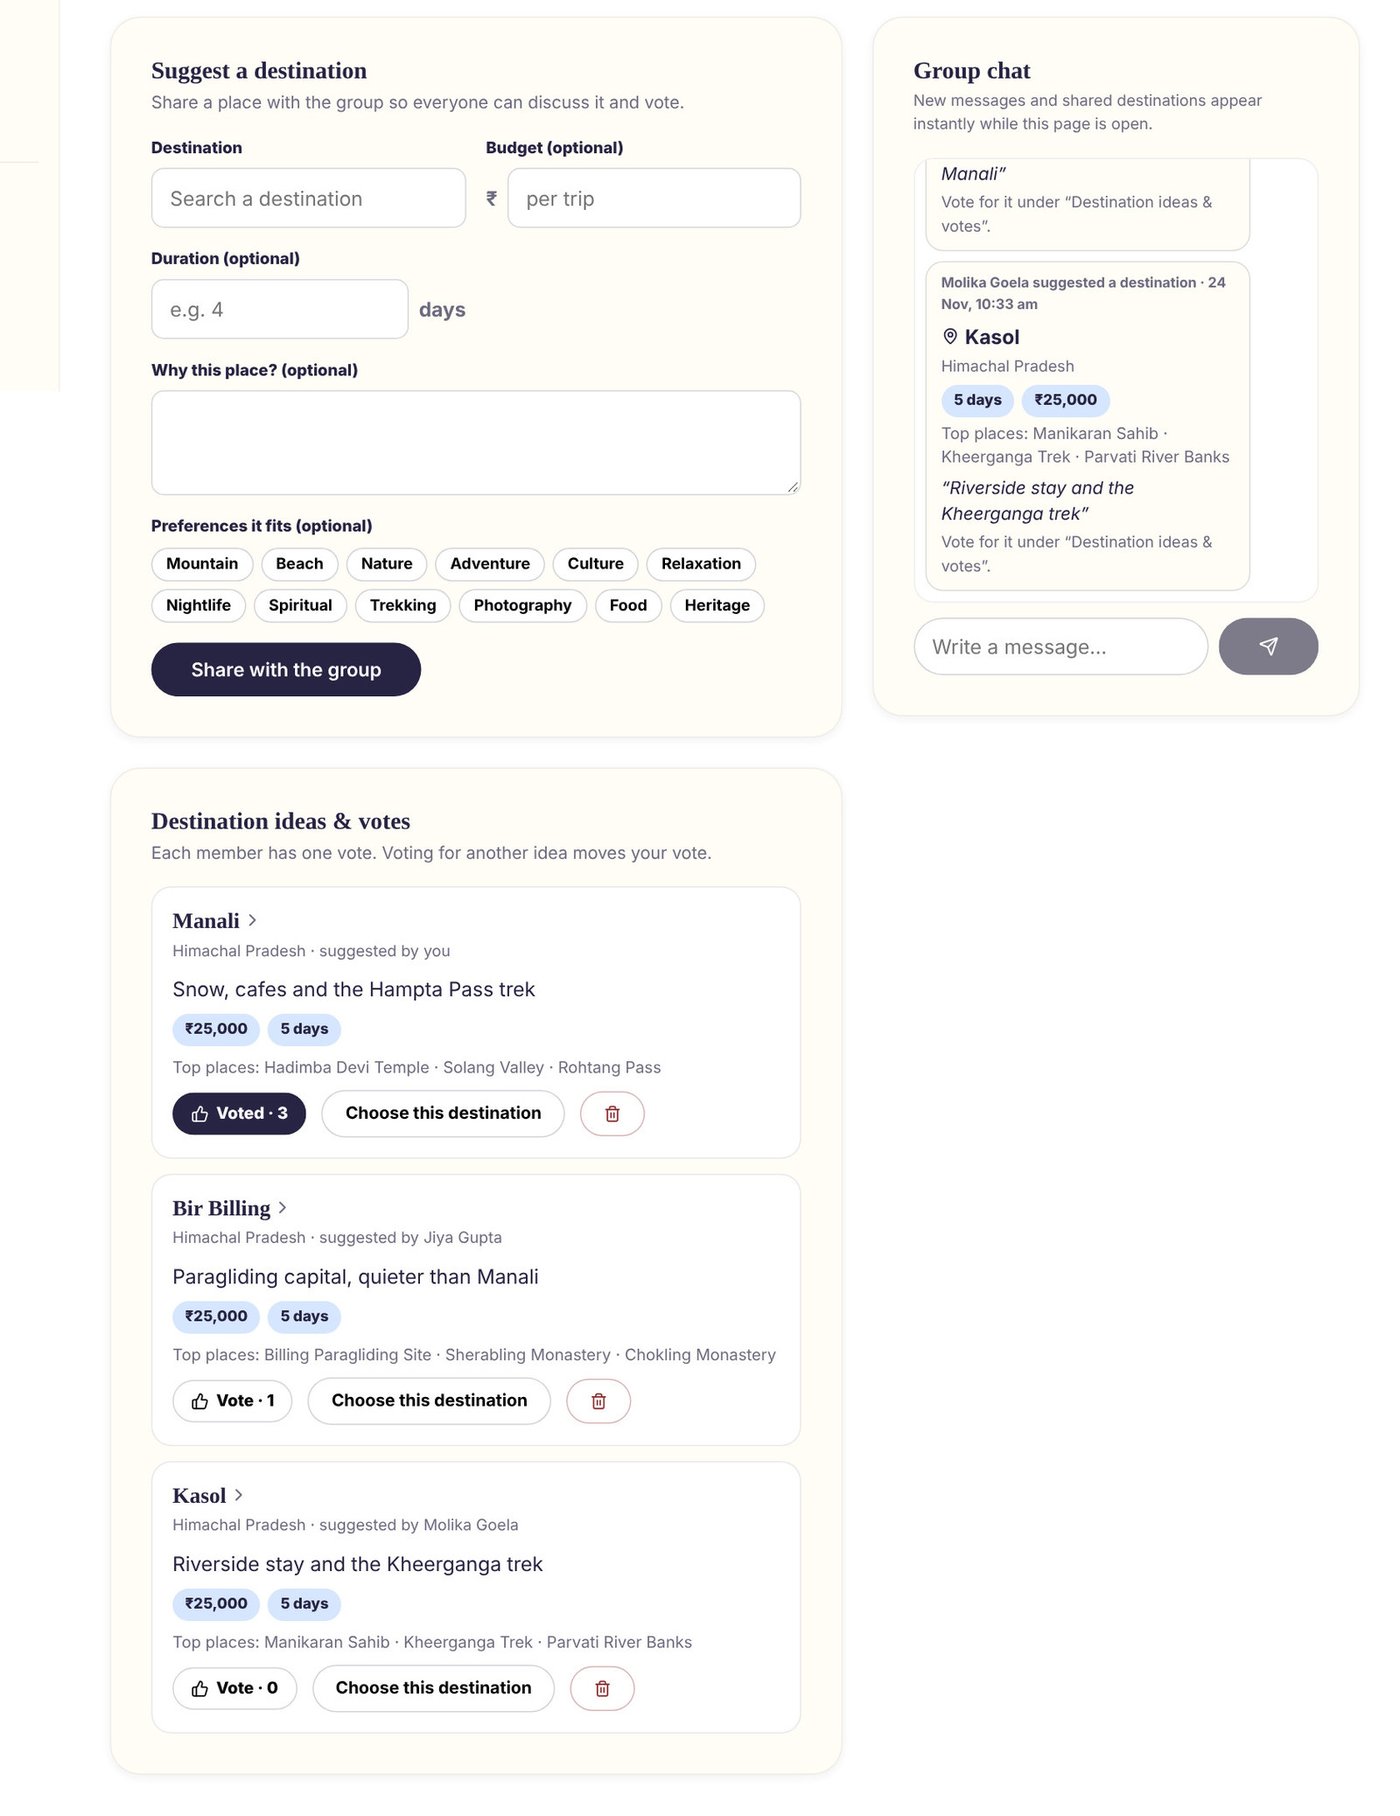 Suggest a destination
Share a place with the group so everyone can discuss it and vote.
Destination
Budget (optional)
Search a destination
₹ per trip
Duration (optional)
e.g. 4 days
Why this place? (optional)
Preferences it fits (optional)
Mountain Beach Nature Adventure Culture Relaxation
Nightlife Spiritual Trekking Photography Food Heritage
Share with the group
Group chat
New messages and shared destinations appear
instantly while this page is open.
Manali”
Vote for it under “Destination ideas &
votes”.
Molika Goela suggested a destination · 24
Nov, 10:33 am
Kasol
Himachal Pradesh
5 days ₹25,000
Top places: Manikaran Sahib ·
Kheerganga Trek · Parvati River Banks
“Riverside stay and the
Kheerganga trek”
Vote for it under “Destination ideas &
votes”.
Write a message...
Destination ideas & votes
Each member has one vote. Voting for another idea moves your vote.
Manali
Himachal Pradesh · suggested by you
Snow, cafes and the Hampta Pass trek
₹25,000 5 days
Top places: Hadimba Devi Temple · Solang Valley · Rohtang Pass
Voted · 3 Choose this destination
Bir Billing
Himachal Pradesh · suggested by Jiya Gupta
Paragliding capital, quieter than Manali
₹25,000 5 days
Top places: Billing Paragliding Site · Sherabling Monastery · Chokling Monastery
Vote · 1 Choose this destination
Kasol
Himachal Pradesh · suggested by Molika Goela
Riverside stay and the Kheerganga trek
₹25,000 5 days
Top places: Manikaran Sahib · Kheerganga Trek · Parvati River Banks
Vote · 0 Choose this destination